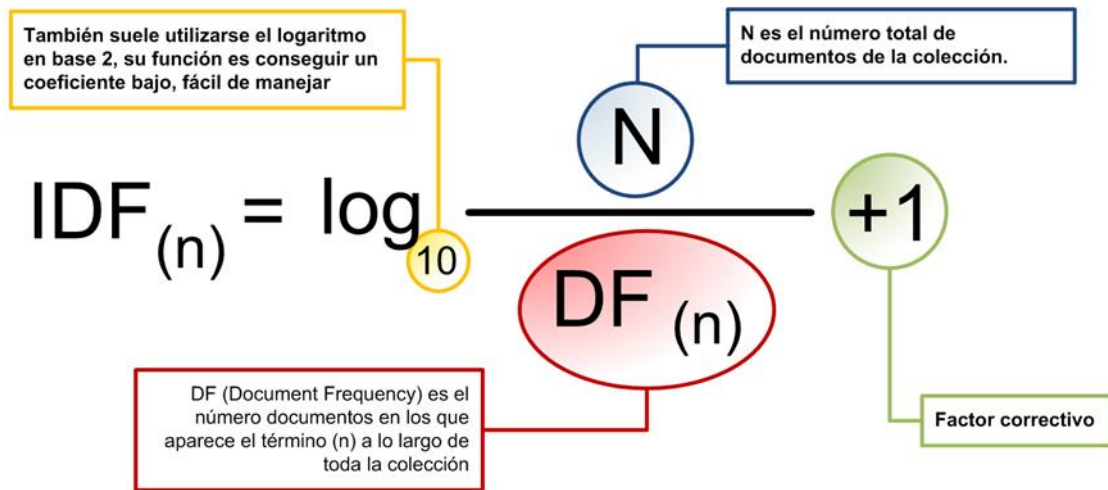 También suele utilizarse el logaritmo
en base 2, su función es conseguir un
coeficiente bajo, fácil de manejar
N es el número total de
documentos de la colección.
IDF (n) = log 10 N
DF (n)
+1
DF (Document Frequency) es el
número documentos en los que
aparece el término (n) a lo largo de
toda la colección
Factor correctivo